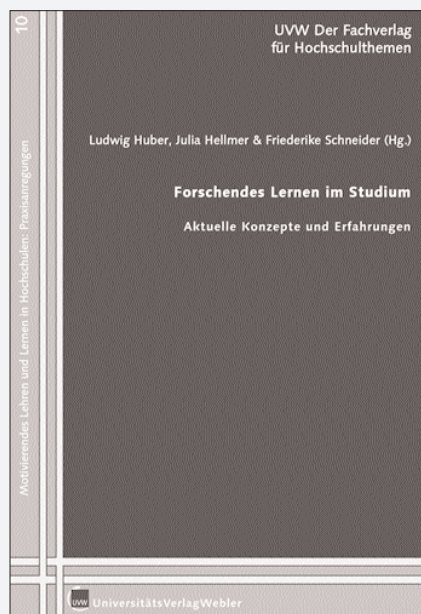 UVW Der Fachverlag
für Hochschulthemen
Ludwig Huber, Julia Hellmer & Friederike Schneider (Hg.)
Forschendes Lernen im Studium
Aktuelle Konzepte und Erfahrungen
10
Motivierendes Lehren und Lernen in Hochschulen: Praxisanregungen
UVW
UniversitätsVerlagWebler